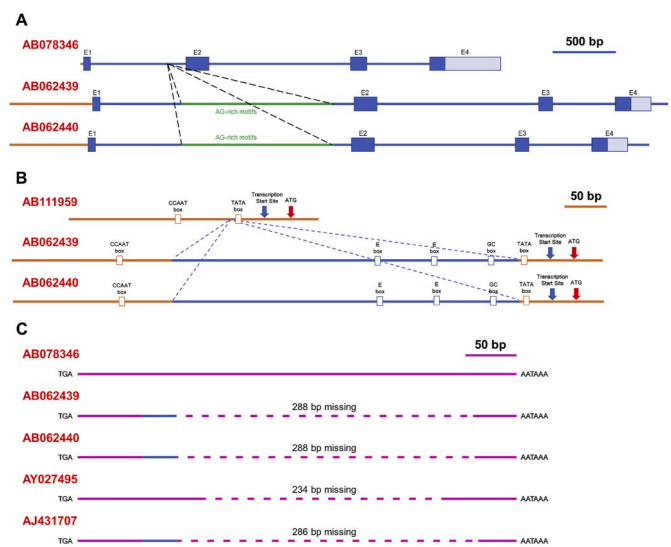 A
AB078346
E1 E2 E3 E4
500 bp
AB062439
E1 E2 E3 E4
AG-rich motifs
AB062440
AG-rich motifs
E1 E2 E3 E4
B
AB111959
CCAAT box
TATA box
Transcription Start Site
ATG
50 bp
AB062439
CCAAT box
E box
E box
GC box
TATA box
Transcription Start Site
ATG
AB062440
CCAAT box
E box
E box
GC box
TATA box
Transcription Start Site
ATG
C
50 bp
AB078346
TGA AATAAA
AB062439
288 bp missing
TGA AATAAA
AB062440
288 bp missing
TGA AATAAA
AY027495
234 bp missing
TGA AATAAA
AJ431707
286 bp missing
TGA AATAAA